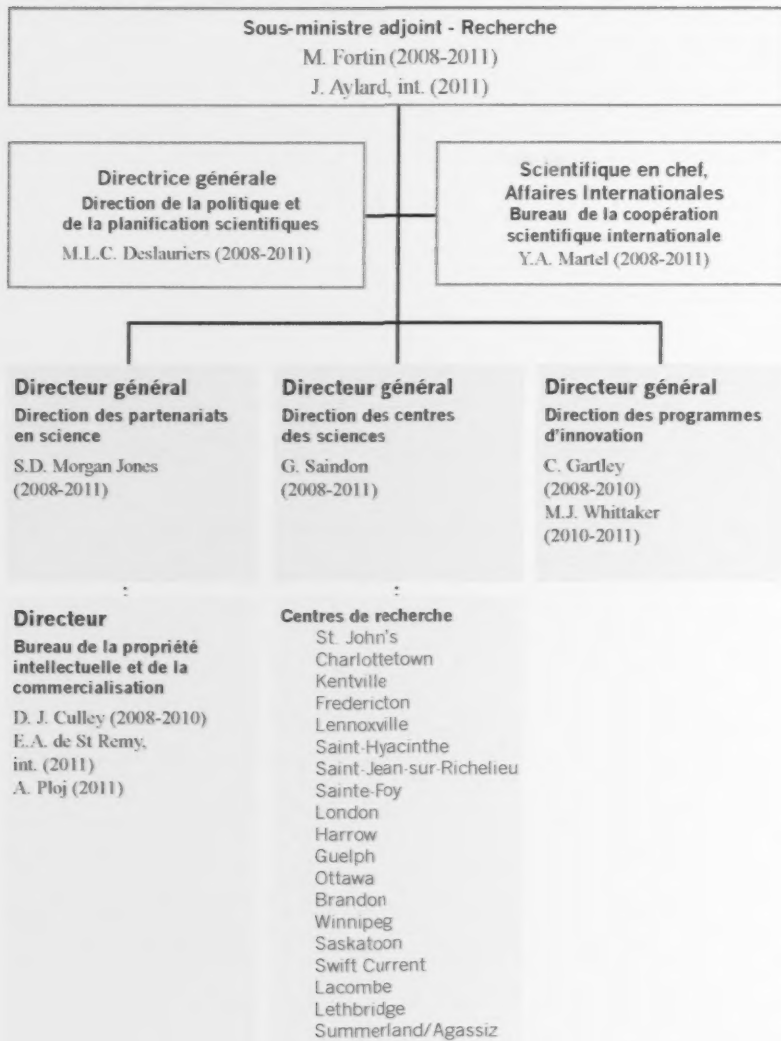 Sous-ministre adjoint - Recherche
M. Fortin (2008-2011)
J. Aylard, int. (2011)
Directrice générale
Direction de la politique et
de la planification scientifiques
M.L.C. Deslauriers (2008-2011)
Scientifique en chef,
Affaires Internationales
Bureau de la coopération
scientifique internationale
Y.A. Martel (2008-2011)
Directeur général
Direction des partenariats
en science
S.D. Morgan Jones
(2008-2011)
Directeur général
Direction des centres
des sciences
G. Saindon
(2008-2011)
Directeur général
Direction des programmes
d'innovation
C. Gartley
(2008-2010)
M.J. Whittaker
(2010-2011)
Directeur
Bureau de la propriété
intellectuelle et de la
commercialisation
D. J. Culley (2008-2010)
E.A. de St Remy,
int. (2011)
A. Ploj (2011)
Centres de recherche
St. John's
Charlottetown
Kentville
Fredericton
Lennoxville
Saint-Hyacinthe
Saint-Jean-sur-Richelieu
Sainte-Foy
London
Harrow
Guelph
Ottawa
Brandon
Winnipeg
Saskatoon
Swift Current
Lacombe
Lethbridge
Summerland/Agassiz